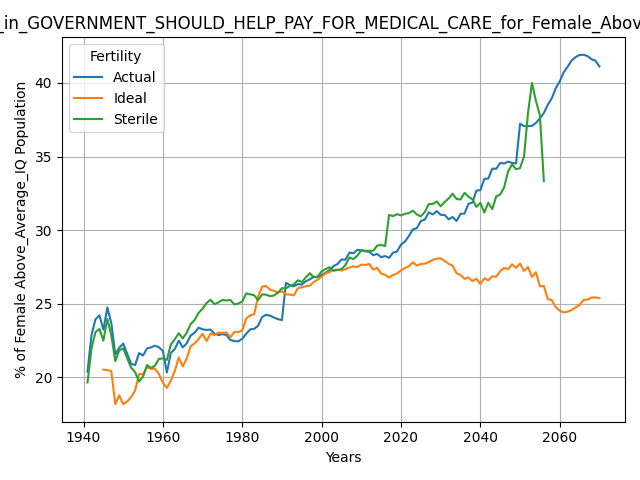 _in_GOVERNMENT_SHOULD_HELP_PAY_FOR_MEDICAL_CARE_for_Female_Abov
Fertility
Actual
Ideal
Sterile
% of Female Above_Average_IQ Population
40
35
30
25
20
1940 1960 1980 2000 2020 2040 2060
Years